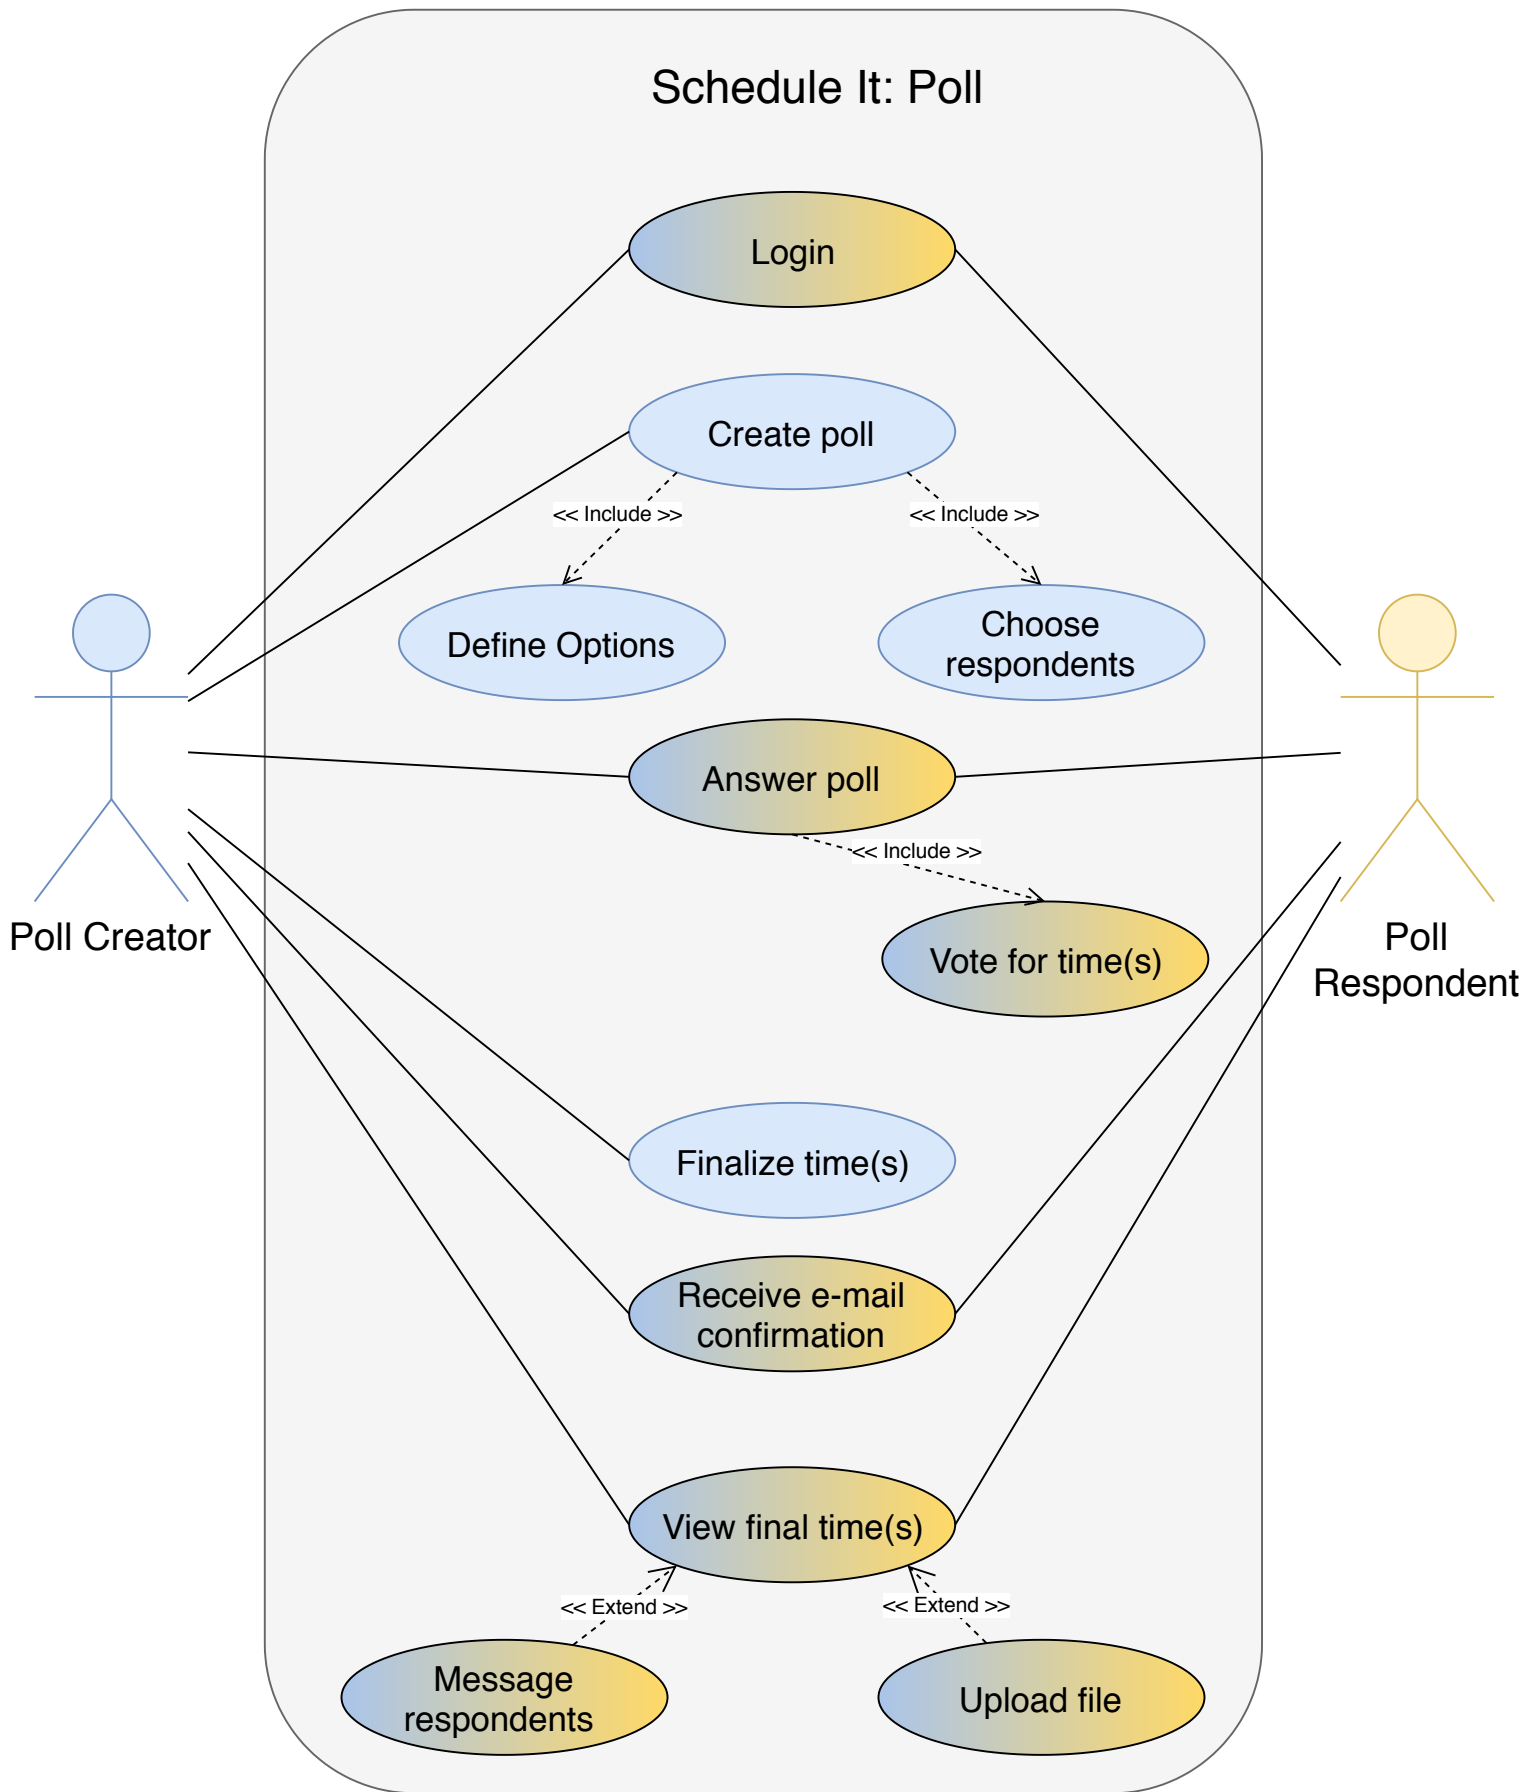 Schedule It: Poll
Login
Create poll
<< Include >>
<< Include >>
Define Options
Choose
respondents
Answer poll
<< Include >>
Poll Creator
Vote for time(s)
Poll
Respondent
Finalize time(s)
Receive e-mail
confirmation
View final time(s)
<< Extend >>
<< Extend >>
Message
respondents
Upload file